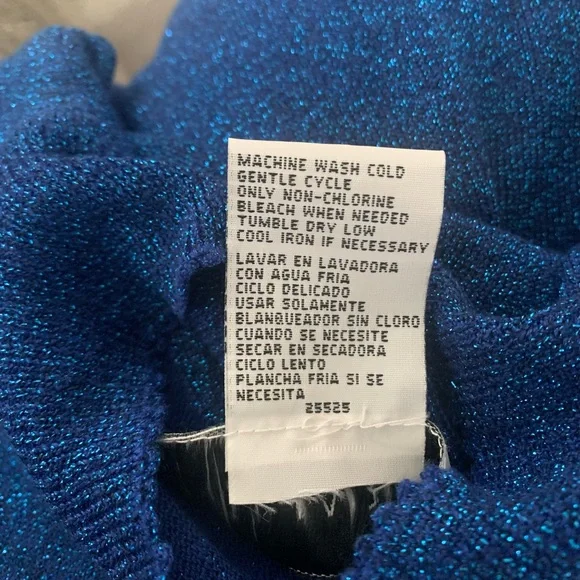 MACHINE WASH COLD
GENTLE CYCLE
ONLY NON-CHLORINE
BLEACH WHEN NEEDED
TUMBLE DRY LOW
COOL IRON IF NECESSARY
LAVAR EN LAVADORA
CON AGUA FRIA
CICLO DELICADO
USAR SOLAMENTE
BLANQUEADOR SIN CLORO
CUANDO SE NECESITE
SECAR EN SECADORA
CICLO LENTO
PLANCHA FRIA SI SE
NECESITA
25525